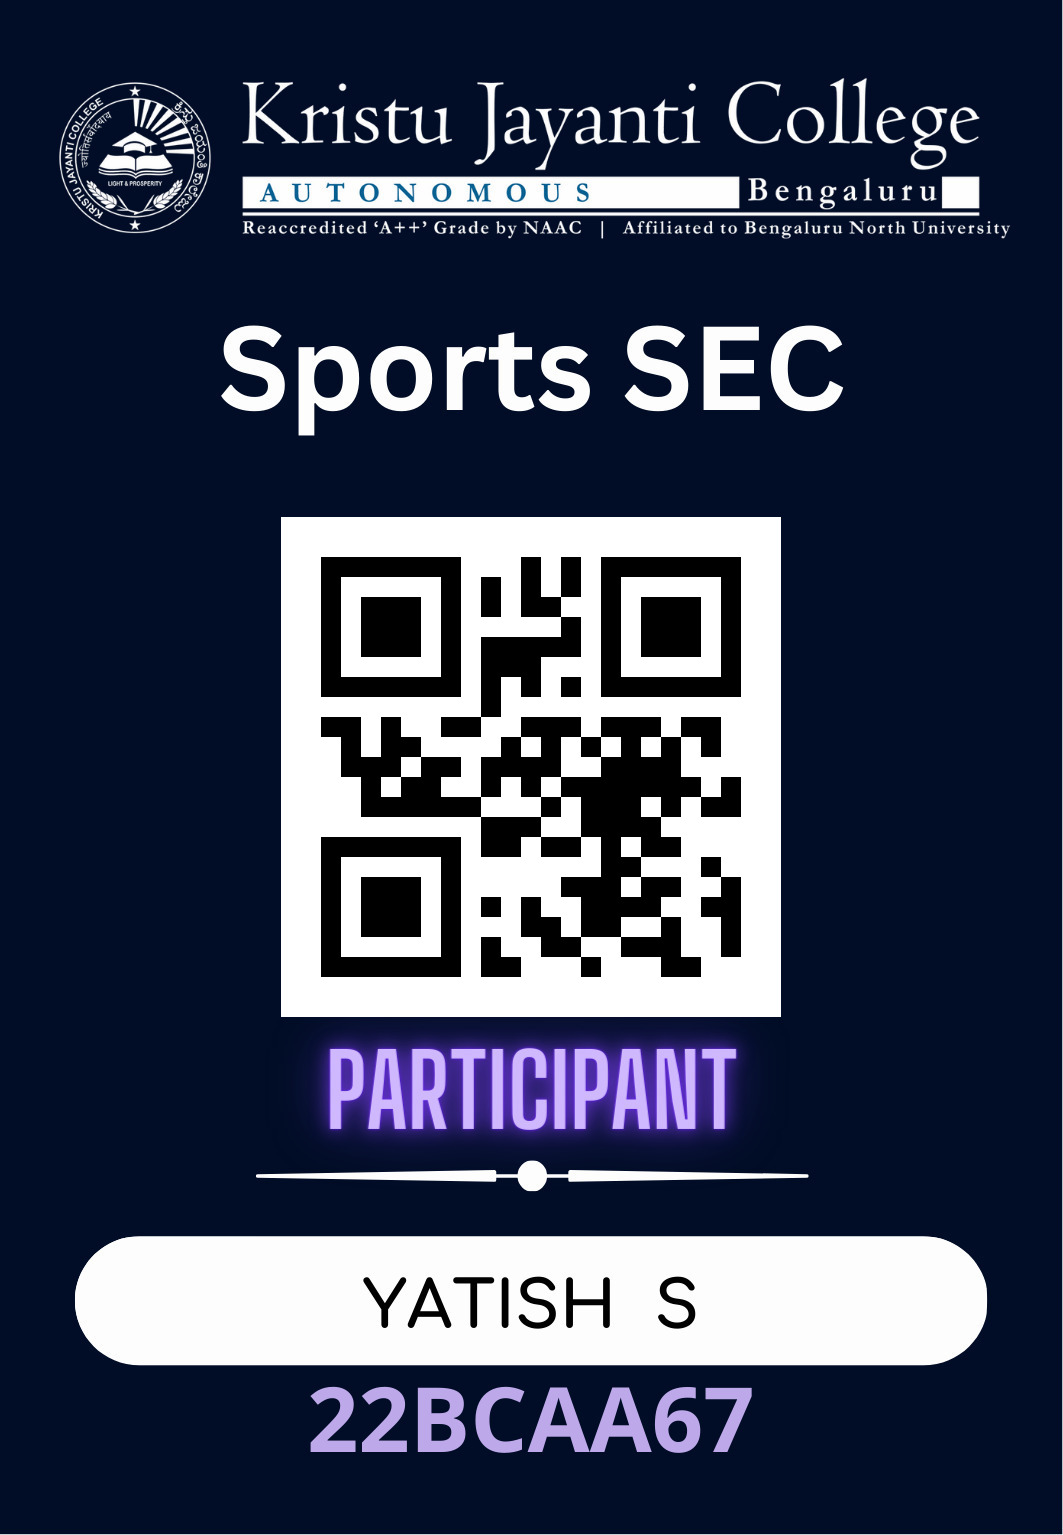 KRISTU JAYANTI COLLEGE
ಕ್ರಿಸ್ತು ಜಯಂತಿ ಕಾಲೇಜು
LIGHT & PROSPERITY
Kristu Jayanti College
AUTONOMOUS Bengaluru
Reaccredited ‘A++’ Grade by NAAC | Affiliated to Bengaluru North University
Sports SEC
PARTICIPANT
YATISH S
22BCAA67